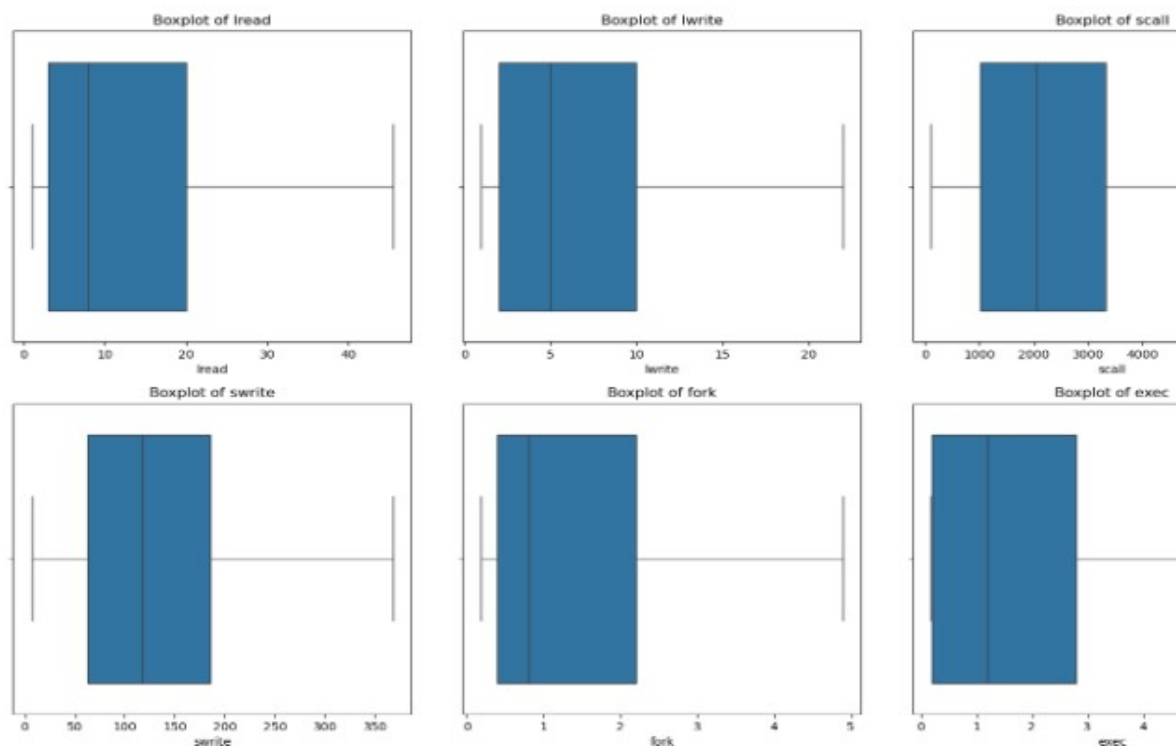 Boxplot of lread
Boxplot of lwrite
Boxplot of scall
0 10 20 30 40
0 5 10 15 20
0 1000 2000 3000 4000
lread
lwrite
scall
Boxplot of swrite
Boxplot of fork
Boxplot of exec
0 50 100 150 200 250 300 350
0 1 2 3 4 5
0 1 2 3 4
swrite
fork
exec